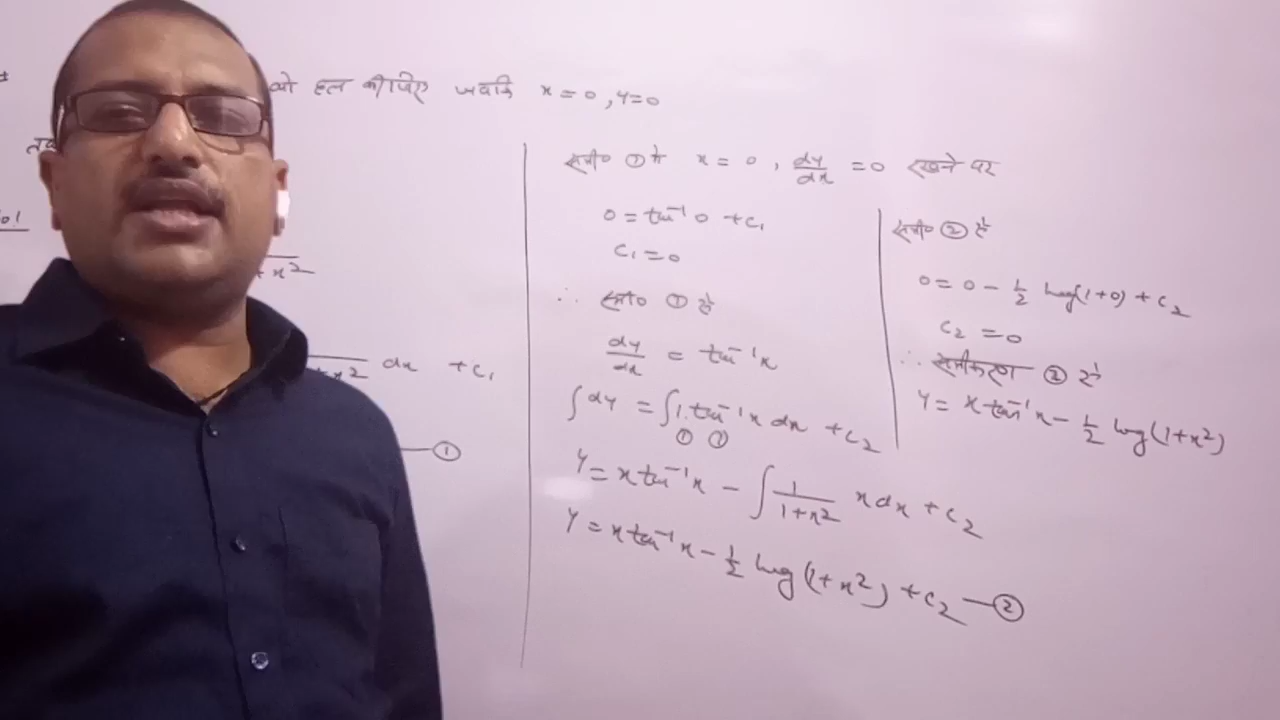 को हल कीजिए जबकि x = 0, y = 0
+ x²
dx + c₁
— ①
समी० ① में x = 0, dy/dx = 0 रखने पर
0 = tan⁻¹ 0 + c₁
c₁ = 0
∴ समी० ① से
dy/dx = tan⁻¹x
∫dy = ∫1. tan⁻¹x dx + c₂
y = x tan⁻¹x - ∫ 1/(1+x²) x dx + c₂
y = x tan⁻¹x - 1/2 log(1+x²) + c₂ — ②
समी० ② से
0 = 0 - 1/2 log(1+0) + c₂
c₂ = 0
∴ समीकरण ② से
y = x tan⁻¹x - 1/2 log(1+x²)